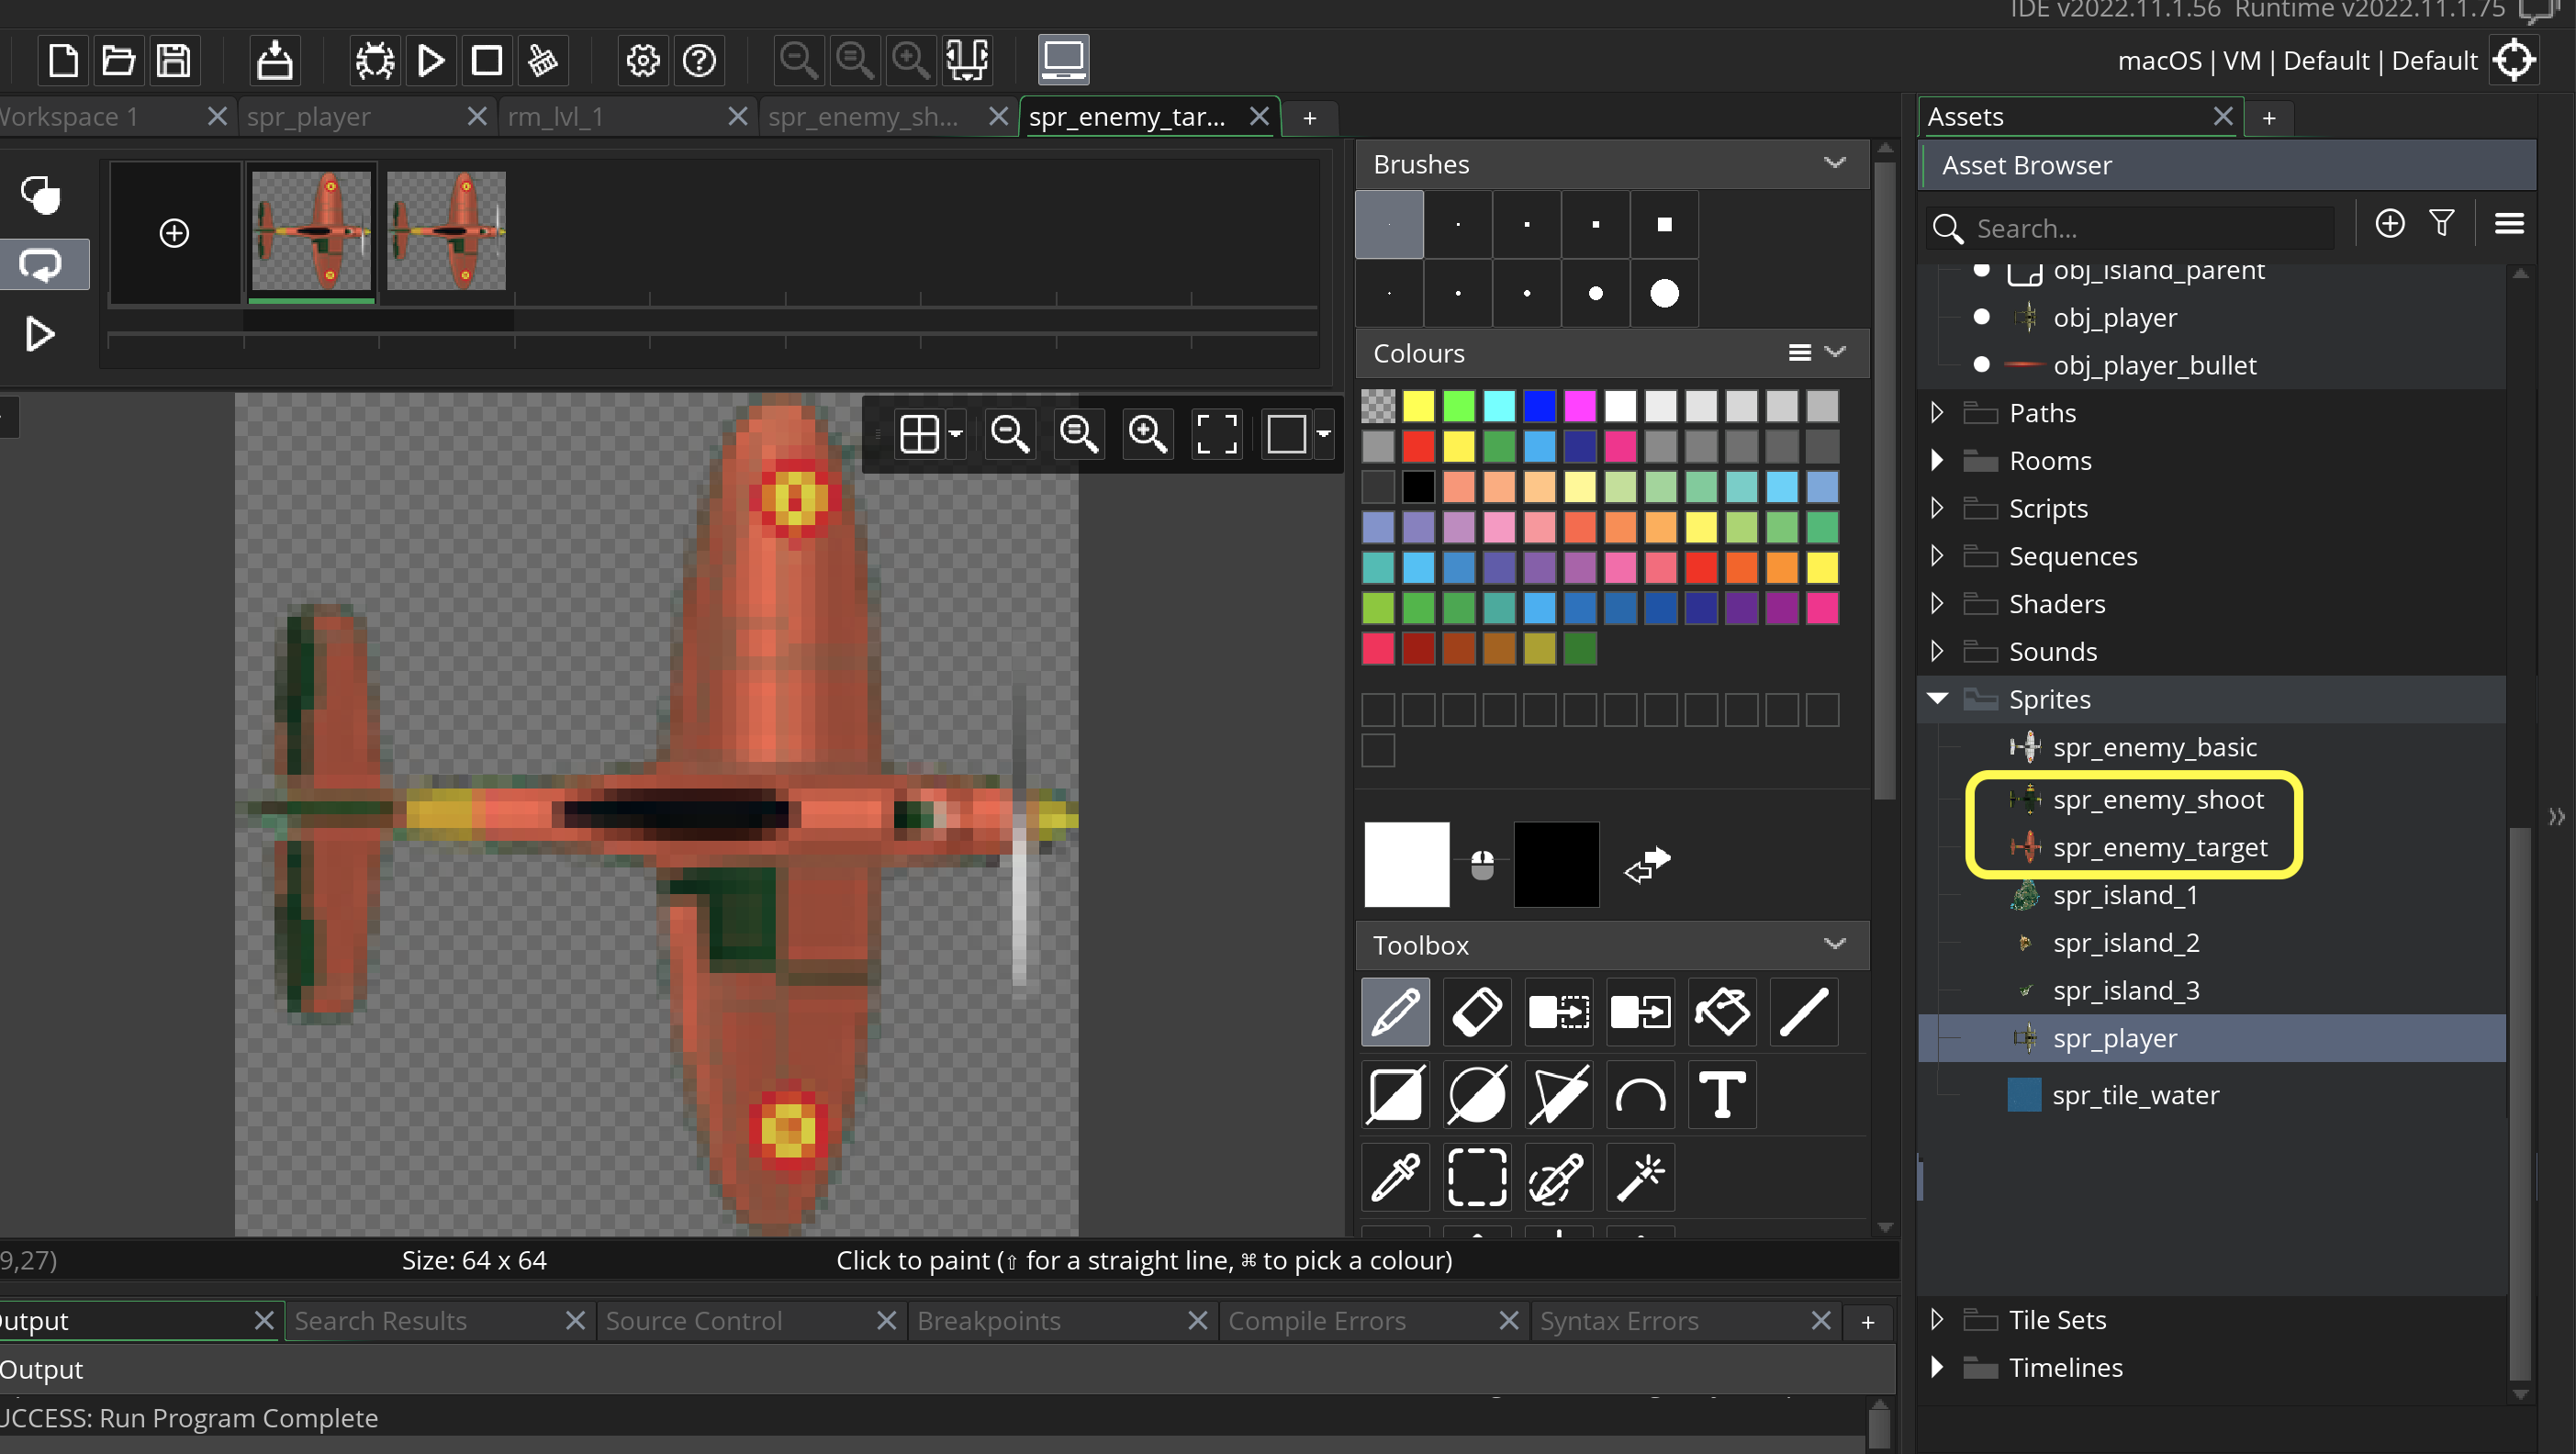 IDE v2022.11.1.56 Runtime v2022.11.1.75
macOS | VM | Default | Default
Workspace 1
spr_player
rm_lvl_1
spr_enemy_sh...
spr_enemy_tar...
+
Assets
+
Brushes
Asset Browser
Search...
obj_island_parent
obj_player
obj_player_bullet
Colours
Paths
Rooms
Scripts
Sequences
Shaders
Sounds
Sprites
spr_enemy_basic
spr_enemy_shoot
spr_enemy_target
spr_island_1
spr_island_2
spr_island_3
spr_player
spr_tile_water
Toolbox
T
9,27)
Size: 64 x 64
Click to paint (⇧ for a straight line, ⌘ to pick a colour)
Output
Search Results
Source Control
Breakpoints
Compile Errors
Syntax Errors
+
Tile Sets
Timelines
Output
UCCESS: Run Program Complete